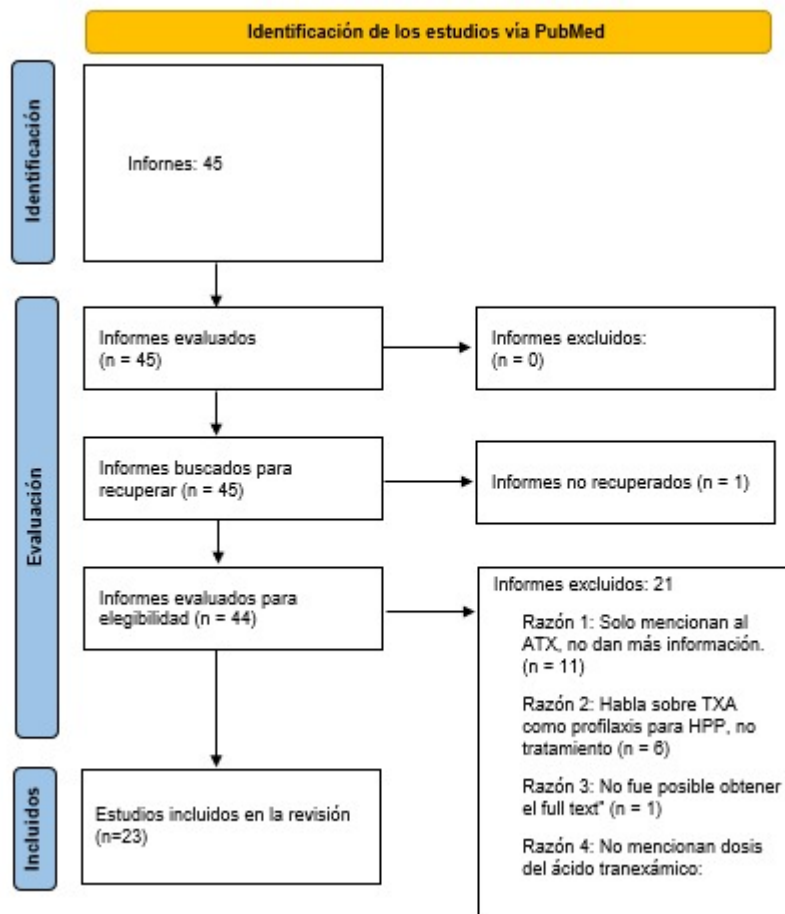 Identificación de los estudios vía PubMed
Identificación
Infornes: 45
Evaluación
Informes evaluados
(n = 45)
Informes excluidos:
(n = 0)
Informes buscados para
recuperar (n = 45)
Informes no recuperados (n = 1)
Informes evaluados para
elegibilidad (n = 44)
Informes excluidos: 21
Razón 1: Solo mencionan al
ATX, no dan más información.
(n = 11)
Razón 2: Habla sobre TXA
como profilaxis para HPP, no
tratamiento (n = 6)
Razón 3: No fue posible obtener
el full text" (n = 1)
Razón 4: No mencionan dosis
del ácido tranexámico:
Incluidos
Estudios incluidos en la revisión
(n=23)